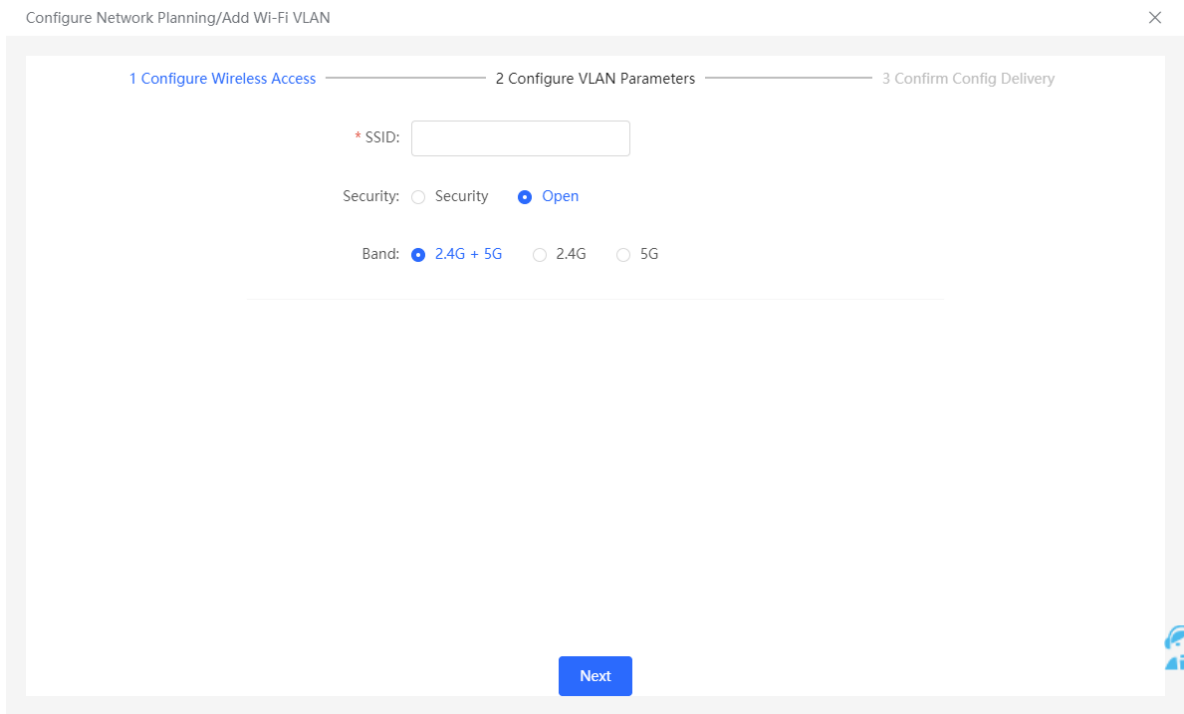 Configure Network Planning/Add Wi-Fi VLAN
1 Configure Wireless Access 2 Configure VLAN Parameters 3 Confirm Config Delivery
* SSID:
Security: Security Open
Band: 2.4G + 5G 2.4G 5G
Next